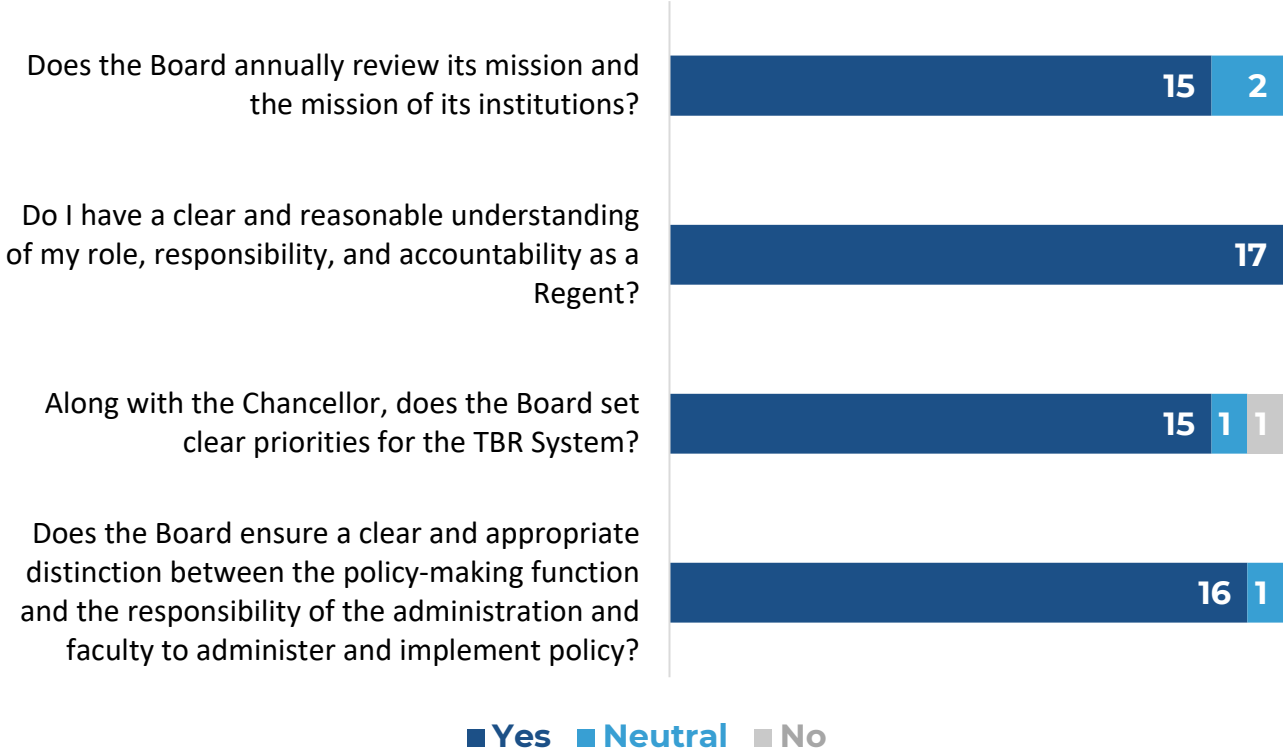 Does the Board annually review its mission and
the mission of its institutions?
15 2
Do I have a clear and reasonable understanding
of my role, responsibility, and accountability as a
Regent?
17
Along with the Chancellor, does the Board set
clear priorities for the TBR System?
15 1 1
Does the Board ensure a clear and appropriate
distinction between the policy-making function
and the responsibility of the administration and
faculty to administer and implement policy?
16 1
Yes Neutral No